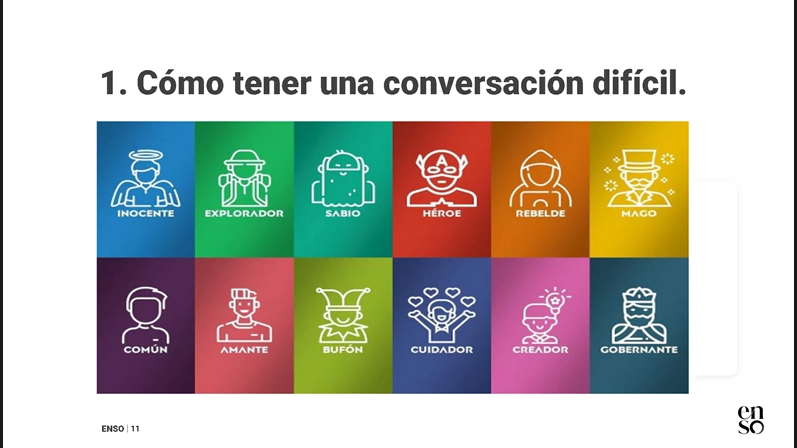 1. Cómo tener una conversación difícil.
INOCENTE EXPLORADOR SABIO HÉROE REBELDE MAGO
COMÚN AMANTE BUFÓN CUIDADOR CREADOR GOBERNANTE
ENSO | 11
en
so